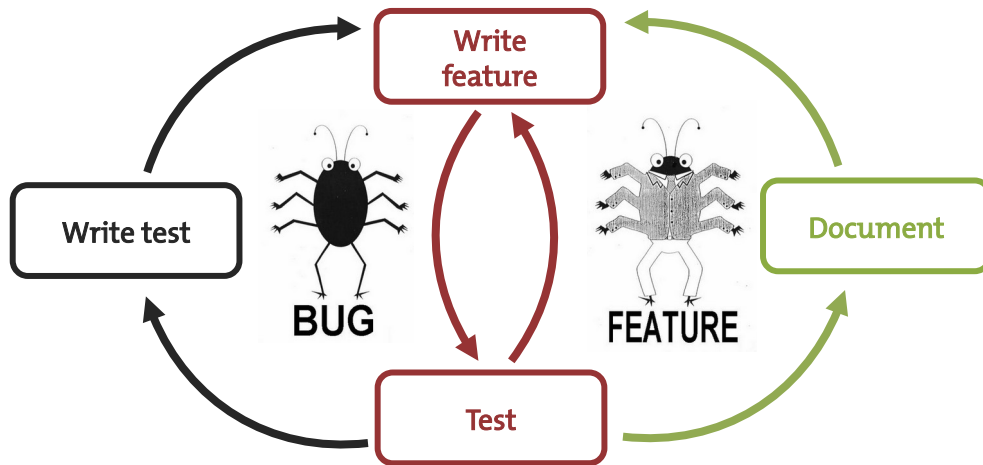 Write
feature
Write test
Document
BUG
FEATURE
Test